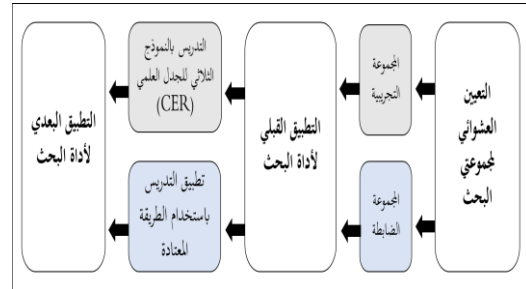 التعيين
العشوائي
لمجموعتي
البحث
المجموعة
التجريبية
المجموعة
الضابطة
التطبيق القبلي
لأداة البحث
التدريس بالنموذج
الثلاثي للجدل العلمي
(CER)
تطبيق التدريس
باستخدام الطريقة
المعتادة
التطبيق البعدي
لأداة البحث